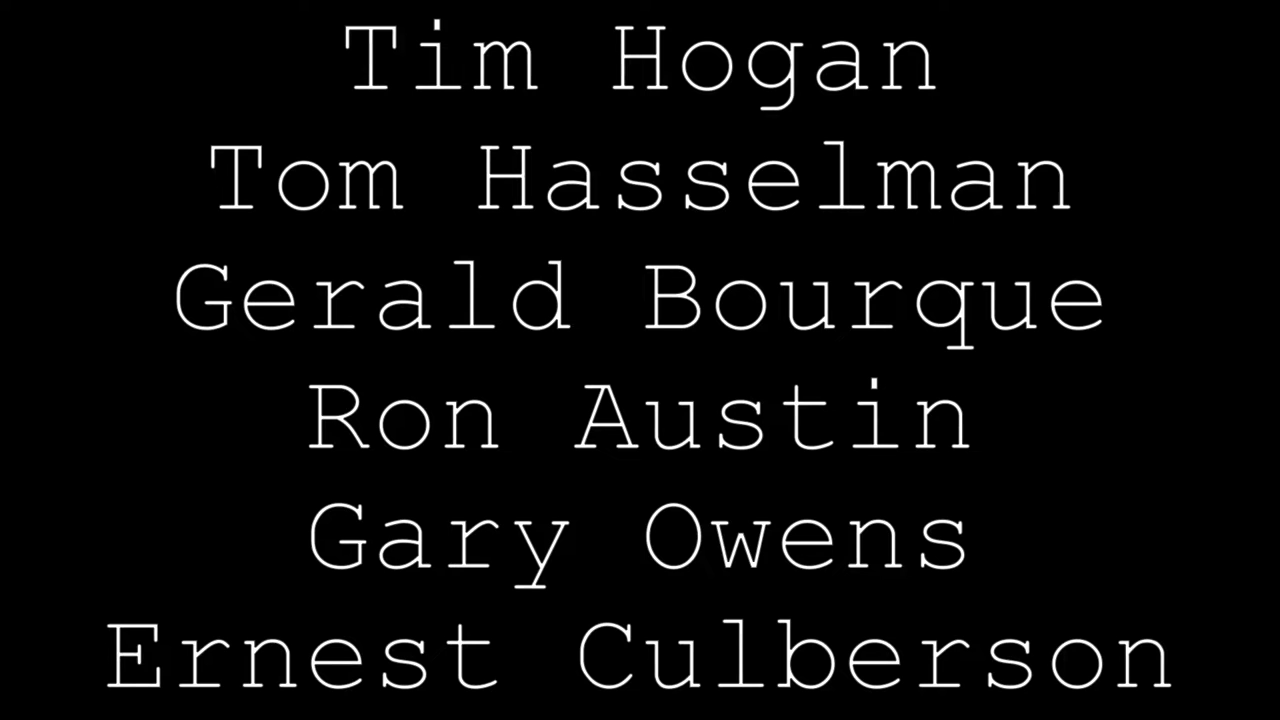 Tim Hogan
Tom Hasselman
Gerald Bourque
Ron Austin
Gary Owens
Ernest Culberson